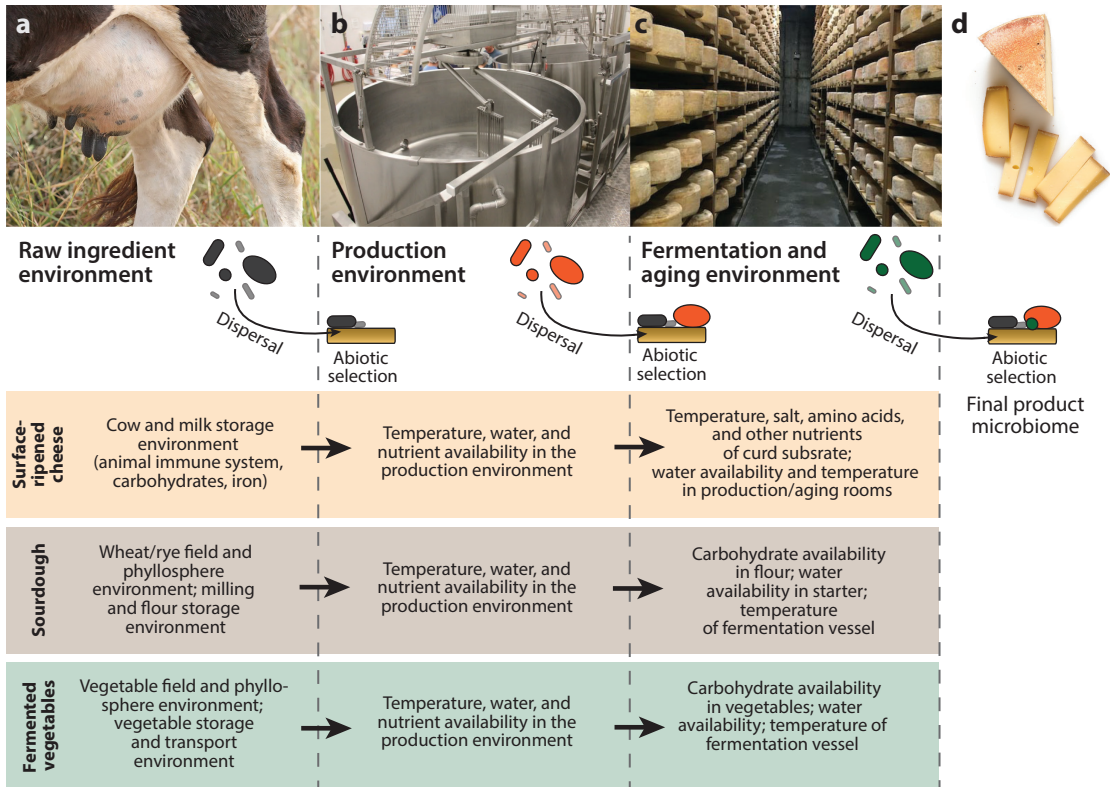 a
b
c
d
Raw ingredient
environment
Dispersal
Abiotic
selection
Production
environment
Dispersal
Abiotic
selection
Fermentation and
aging environment
Dispersal
Abiotic
selection
Final product
microbiome
Surface-
ripened
cheese
Cow and milk storage
environment
(animal immune system,
carbohydrates, iron)
Temperature, water, and
nutrient availability in the
production environment
Temperature, salt, amino acids,
and other nutrients
of curd subsrate;
water availability and temperature
in production/aging rooms
Sourdough
Wheat/rye field and
phyllosphere
environment; milling
and flour storage
environment
Temperature, water, and
nutrient availability in the
production environment
Carbohydrate availability
in flour; water
availability in starter;
temperature
of fermentation vessel
Fermented
vegetables
Vegetable field and phyllo-
sphere environment;
vegetable storage
and transport
environment
Temperature, water, and
nutrient availability in the
production environment
Carbohydrate availability
in vegetables; water
availability; temperature of
fermentation vessel